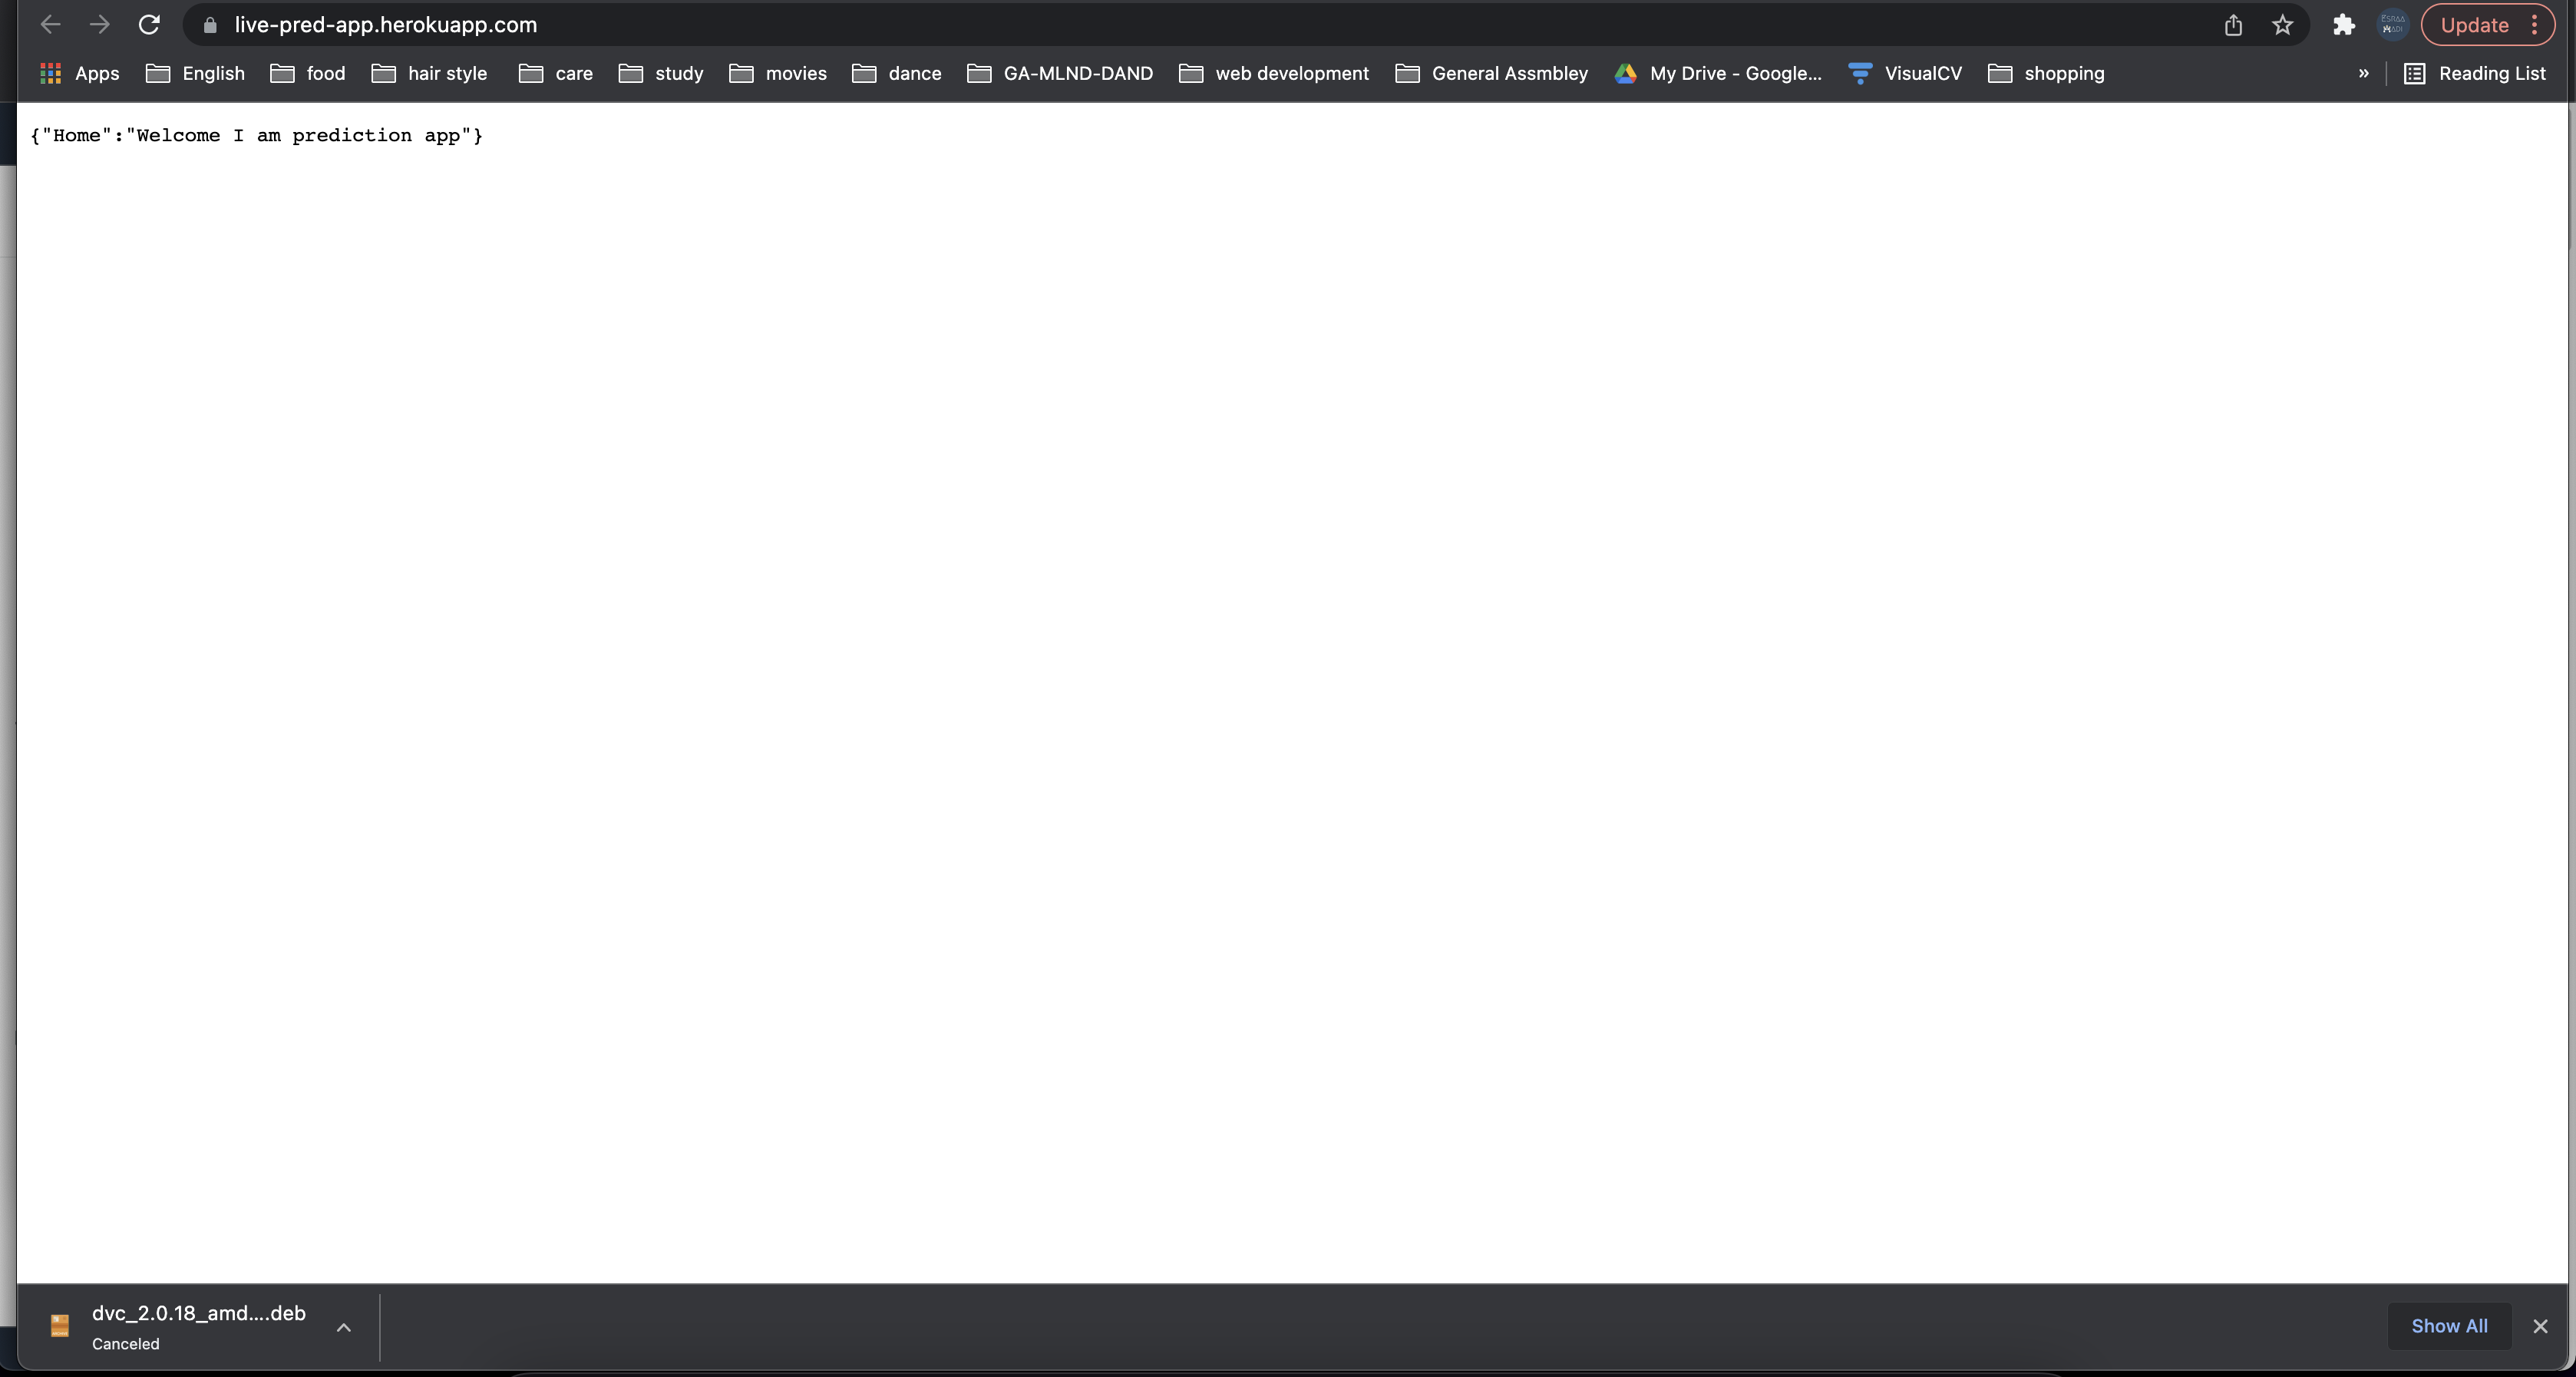 live-pred-app.herokuapp.com
Update
Apps English food hair style care study movies dance GA-MLND-DAND web development General Assmbley My Drive - Google... VisualCV shopping » Reading List
{"Home":"Welcome I am prediction app"}
dvc_2.0.18_amd....deb
Canceled
Show All